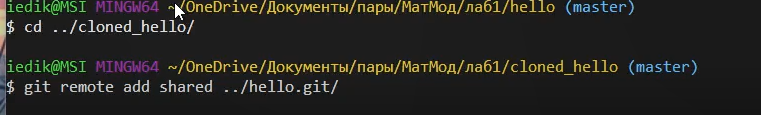 iedik@MSI MINGW64 ~/OneDrive/Документы/пары/МатМод/лаб1/hello (master)
$ cd ../cloned_hello/
iedik@MSI MINGW64 ~/OneDrive/Документы/пары/МатМод/лаб1/cloned_hello (master)
$ git remote add shared ../hello.git/